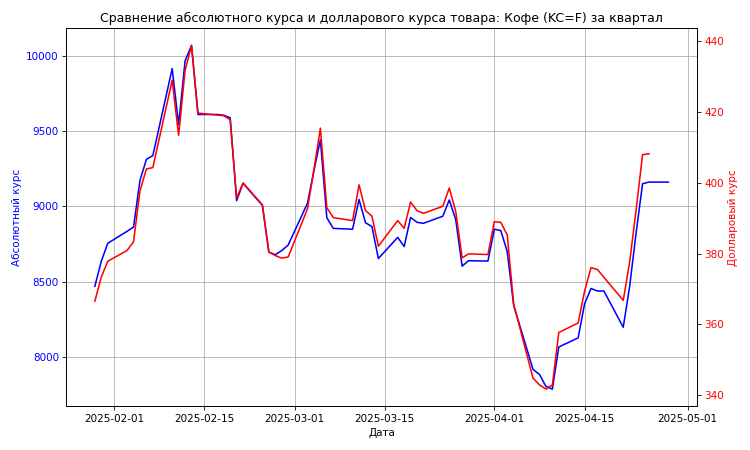 Сравнение абсолютного курса и долларового курса товара: Кофе (KC=F) за квартал
10000
9500
9000
8500
8000
Абсолютный курс
440
420
400
380
360
340
Долларовый курс
2025-02-01 2025-02-15 2025-03-01 2025-03-15 2025-04-01 2025-04-15 2025-05-01
Дата